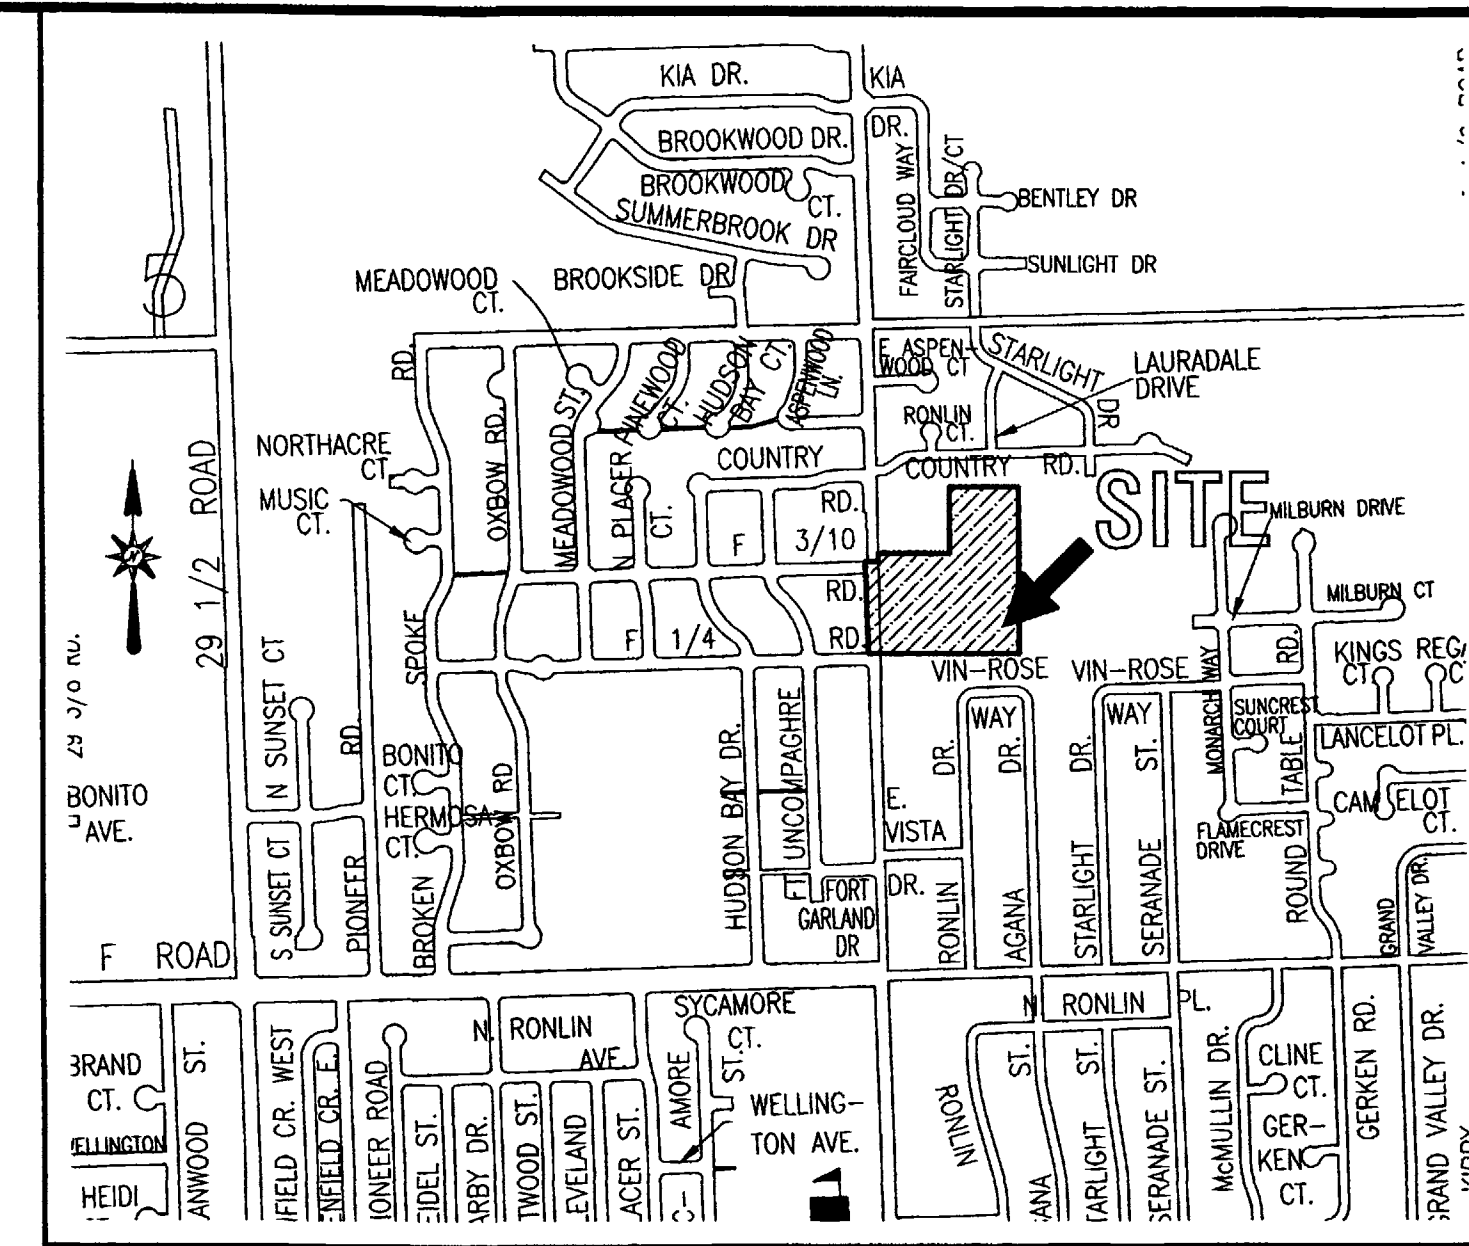 KIA DR.
KIA
DR.
BROOKWOOD DR.
BROOKWOOD
CT.
SUMMERBROOK DR
FAIRCLOUD WAY
STARLIGHT DR/CT
BENTLEY DR
SUNLIGHT DR
5
MEADOWOOD
CT.
BROOKSIDE DR
RD.
OXBOW RD.
MEADOWOOD ST.
PINEWOOD
CT.
HUDSON
BAY CT.
ASPENWOOD
LN.
E. ASPEN-
WOOD CT
STARLIGHT
DR
LAURADALE
DRIVE
RONLIN
CT.
NORTHACRE
CT
MUSIC
CT.
29 1/2 ROAD
N
N PLACER
CT.
COUNTRY
RD.
COUNTRY RD.
F 3/10
RD.
F 1/4 RD.
SITE
MILBURN DRIVE
MILBURN CT
SPOKE
N SUNSET CT
RD.
VIN-ROSE
WAY
VIN-ROSE
WAY
MONARCH WAY
RD.
KINGS
CT.
SUNCREST
COURT
LANCELOT PL.
BONITO
AVE.
BONITO
CT.
HERMOSA
CT.
OXBOW RD
HUDSON BAY DR.
FT UNCOMPAGHRE
E.
VISTA
DR.
DR.
DR.
DR.
ST.
TABLE
CAMELOT
CT.
FLAMECREST
DRIVE
S SUNSET CT
PIONEER
BROKEN
FORT
GARLAND
DR
RONLIN
AGANA
STARLIGHT
SERANADE
ROUND
GRAND
VALLEY DR.
F ROAD
N. RONLIN
AVE.
SYCAMORE
CT.
N RONLIN PL.
BRAND
CT.
ST.
AMORE
ST.
WELLING-
TON AVE.
RONLIN
ST.
ST.
SERANADE ST.
McMULLIN DR.
CLINE
CT.
GER-
KEN
CT.
GERKEN RD.
GRAND VALLEY DR.
WELLINGTON
HEIDI